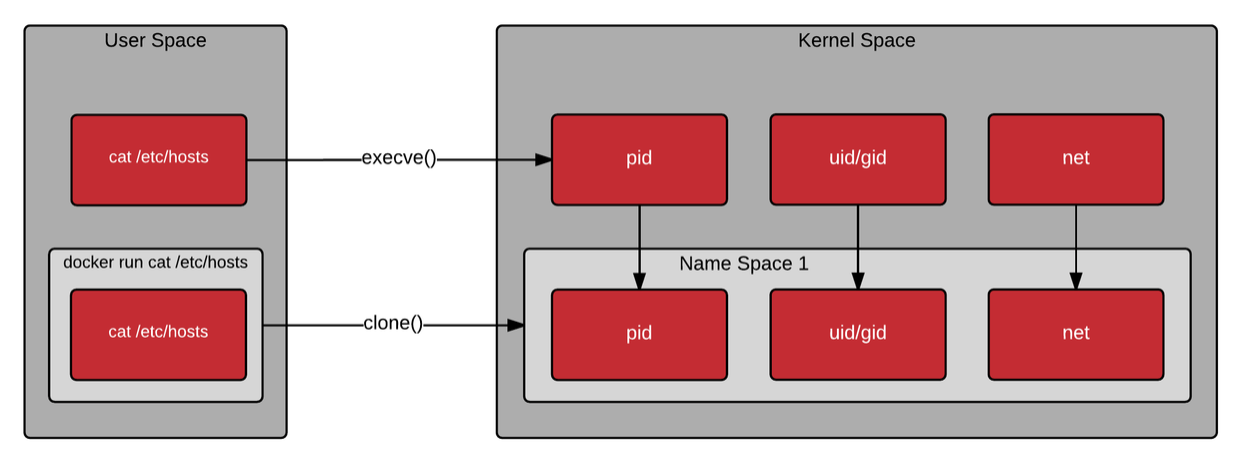 User Space
Kernel Space
cat /etc/hosts
execve()
pid
uid/gid
net
docker run cat /etc/hosts
Name Space 1
cat /etc/hosts
clone()
pid
uid/gid
net